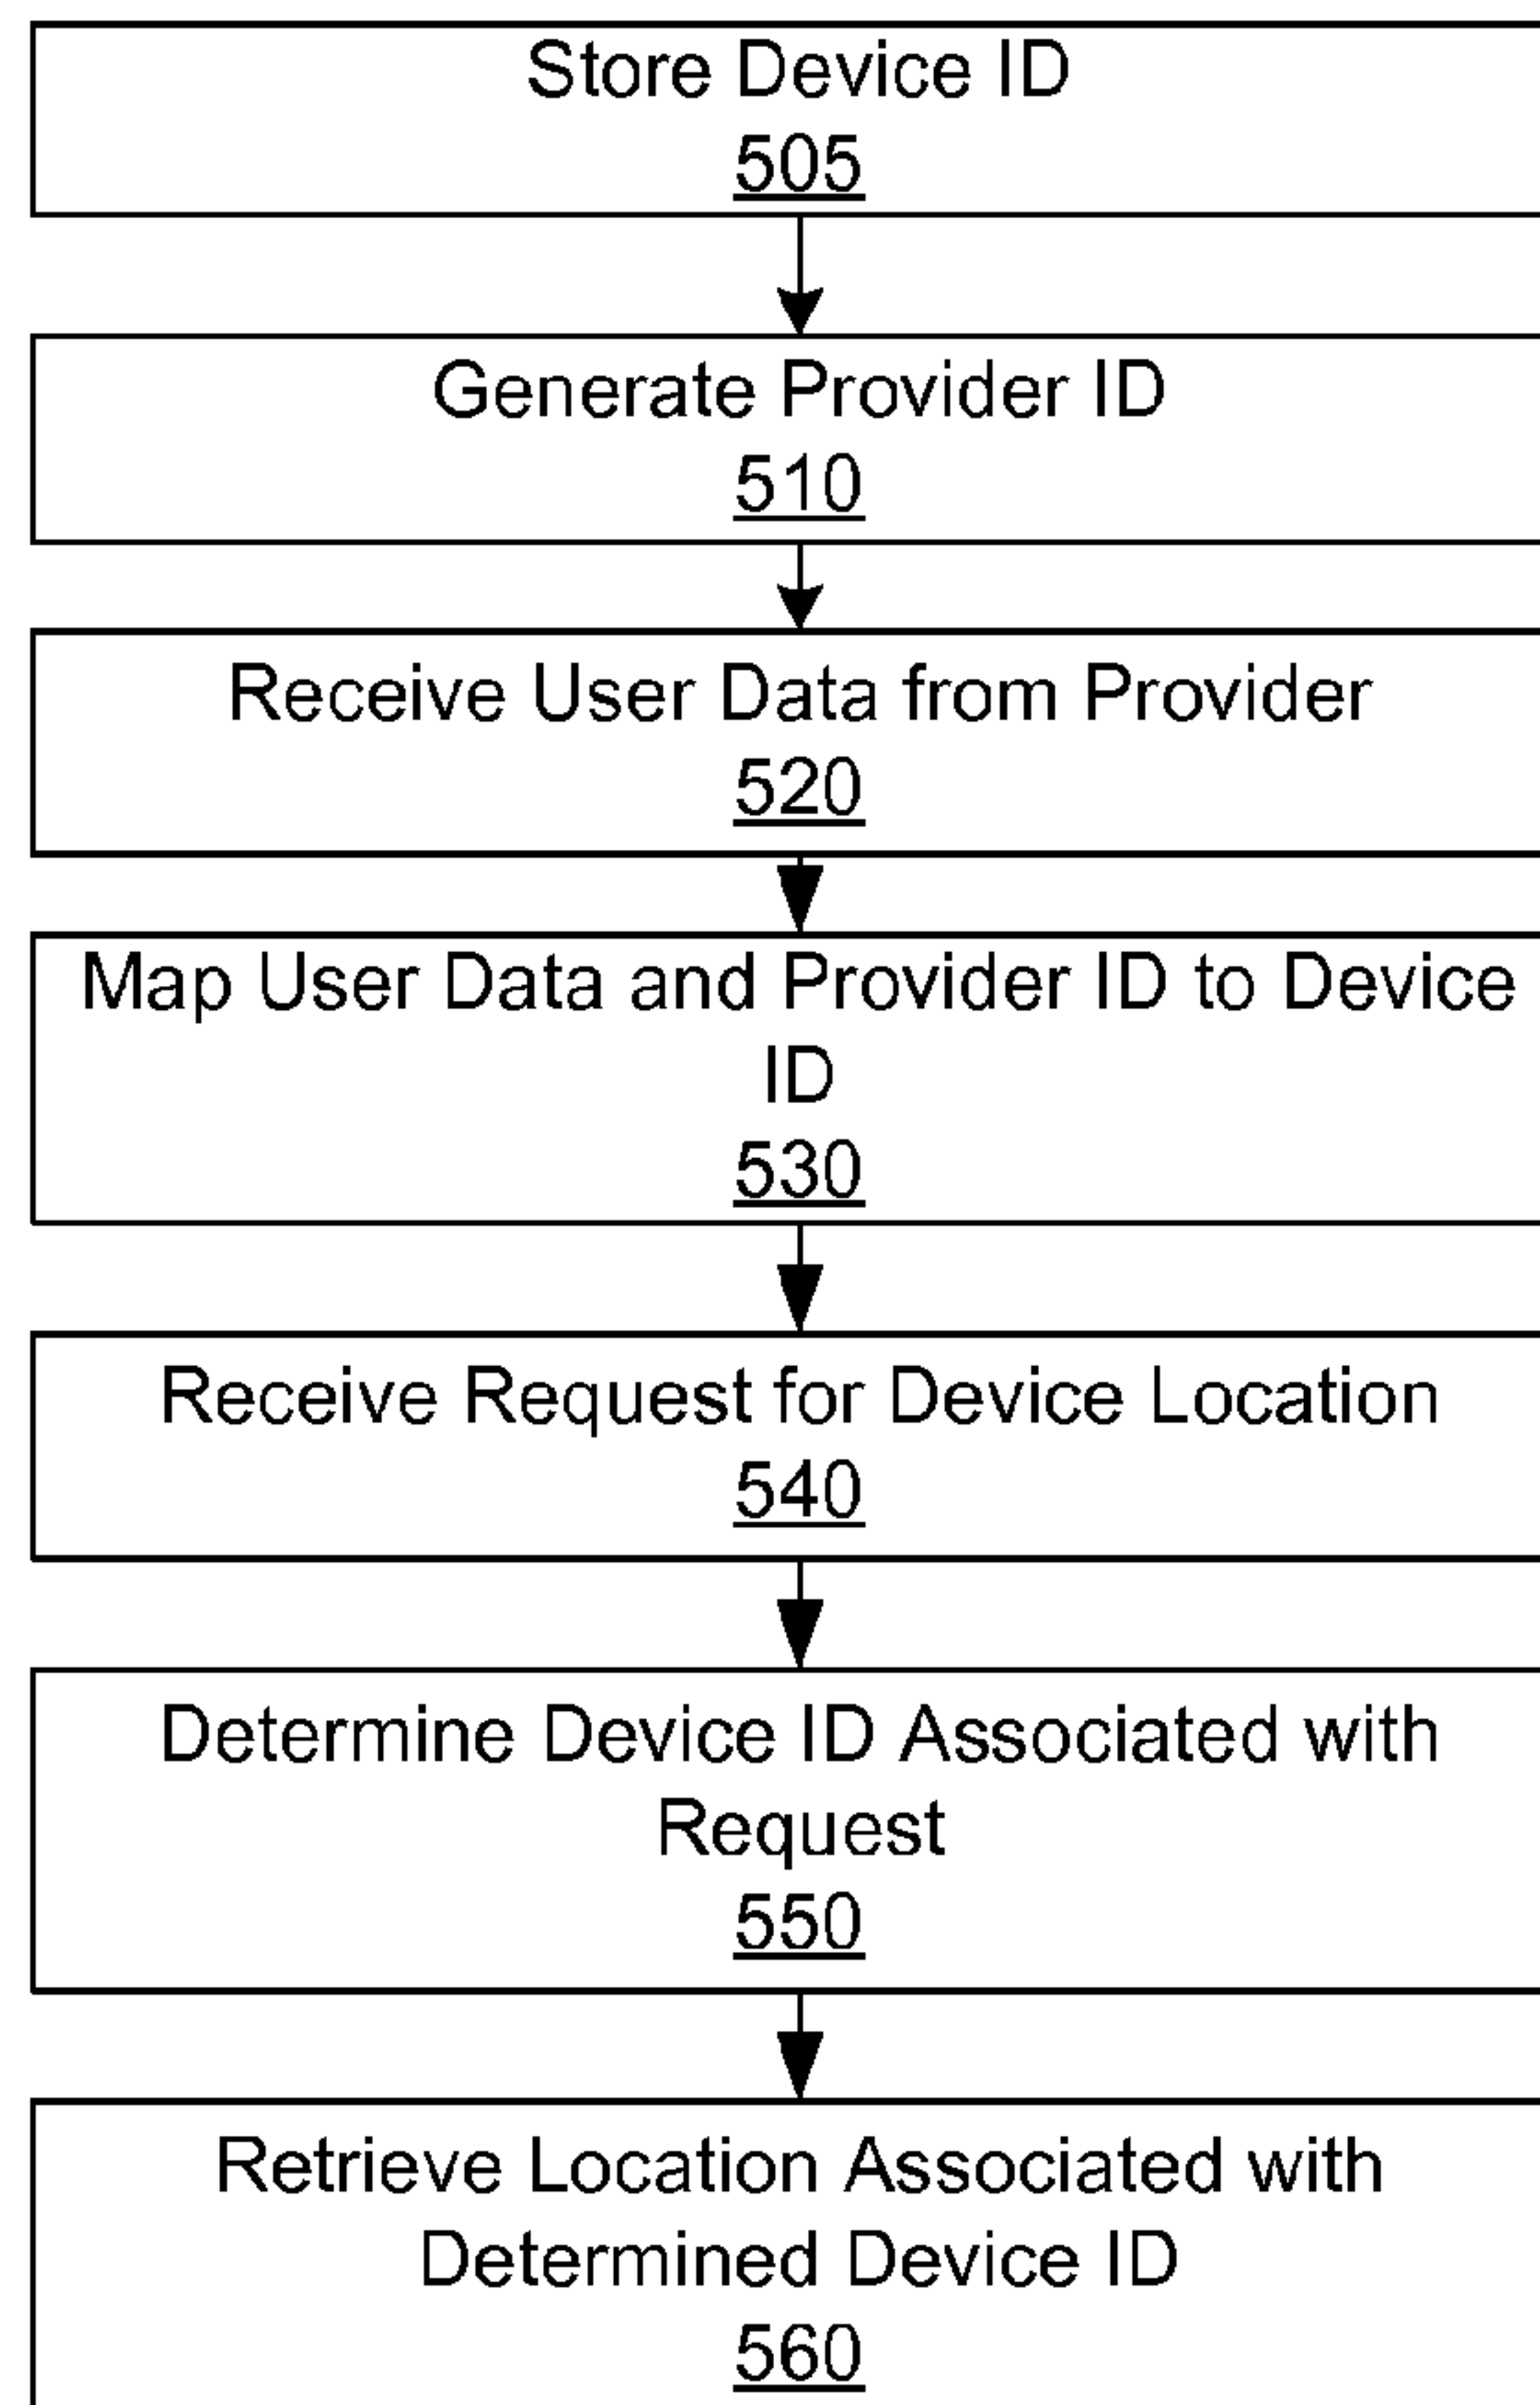 Store Device ID
505
Generate Provider ID
510
Receive User Data from Provider
520
Map User Data and Provider ID to Device
ID
530
Receive Request for Device Location
540
Determine Device ID Associated with
Request
550
Retrieve Location Associated with
Determined Device ID
560